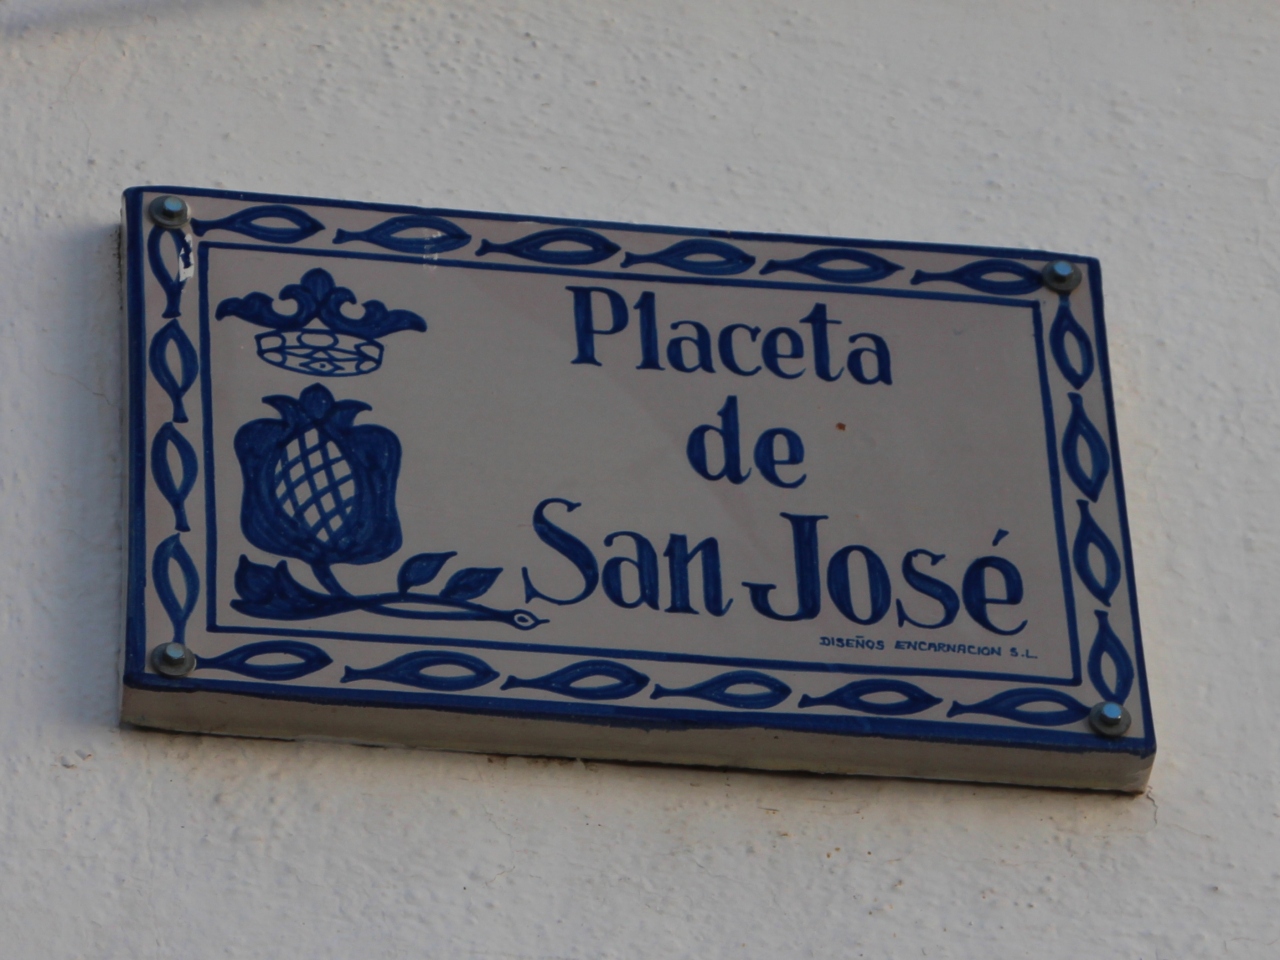 Placeta
de
San José
DISEÑOS ENCARNACION S.L.